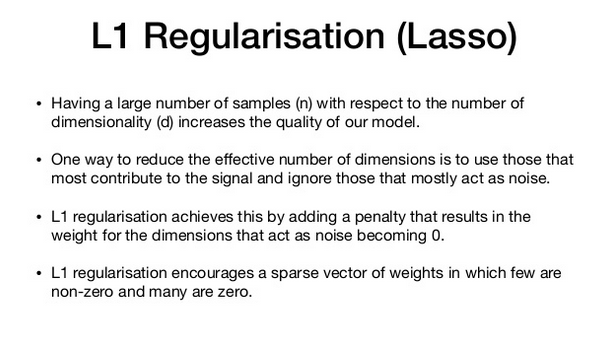 L1 Regularisation (Lasso)
• Having a large number of samples (n) with respect to the number of
dimensionality (d) increases the quality of our model.
• One way to reduce the effective number of dimensions is to use those that
most contribute to the signal and ignore those that mostly act as noise.
• L1 regularisation achieves this by adding a penalty that results in the
weight for the dimensions that act as noise becoming 0.
• L1 regularisation encourages a sparse vector of weights in which few are
non-zero and many are zero.